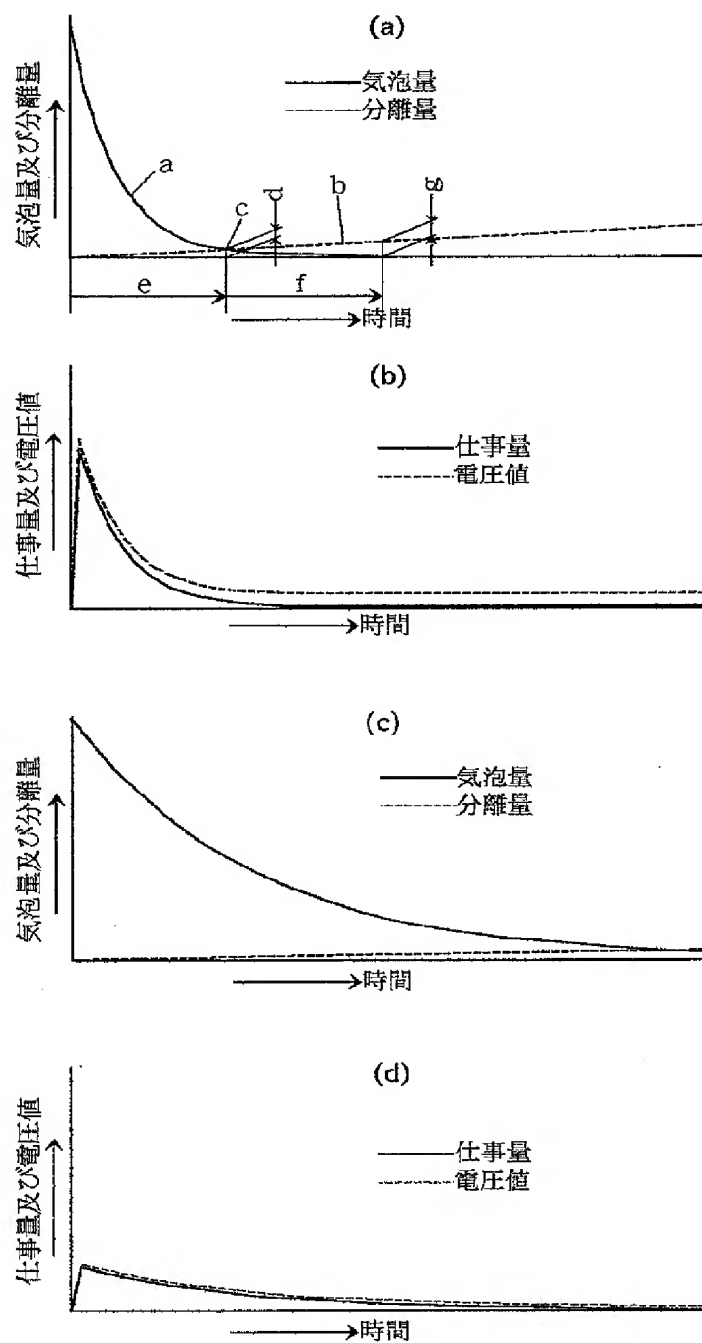 (a)
気泡量
分離量
気泡量及び分離量
a
c
d
b
g
e
f
時間
(b)
仕事量
電圧値
仕事量及び電圧値
時間
(c)
気泡量
分離量
気泡量及び分離量
時間
(d)
仕事量
電圧値
仕事量及び電圧値
時間